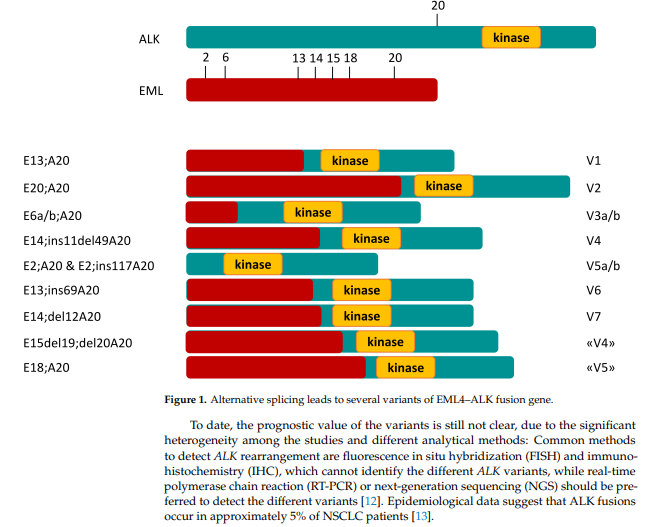 20
ALK
kinase
2 6 13 14 15 18 20
EML
E13;A20 kinase V1
E20;A20 kinase V2
E6a/b;A20 kinase V3a/b
E14;ins11del49A20 kinase V4
E2;A20 & E2;ins117A20 kinase V5a/b
E13;ins69A20 kinase V6
E14;del12A20 kinase V7
E15del19;del20A20 kinase «V4»
E18;A20 kinase «V5»
Figure 1. Alternative splicing leads to several variants of EML4–ALK fusion gene.
To date, the prognostic value of the variants is still not clear, due to the significant
heterogeneity among the studies and different analytical methods: Common methods
to detect ALK rearrangement are fluorescence in situ hybridization (FISH) and immuno-
histochemistry (IHC), which cannot identify the different ALK variants, while real-time
polymerase chain reaction (RT-PCR) or next-generation sequencing (NGS) should be pre-
ferred to detect the different variants [12]. Epidemiological data suggest that ALK fusions
occur in approximately 5% of NSCLC patients [13].